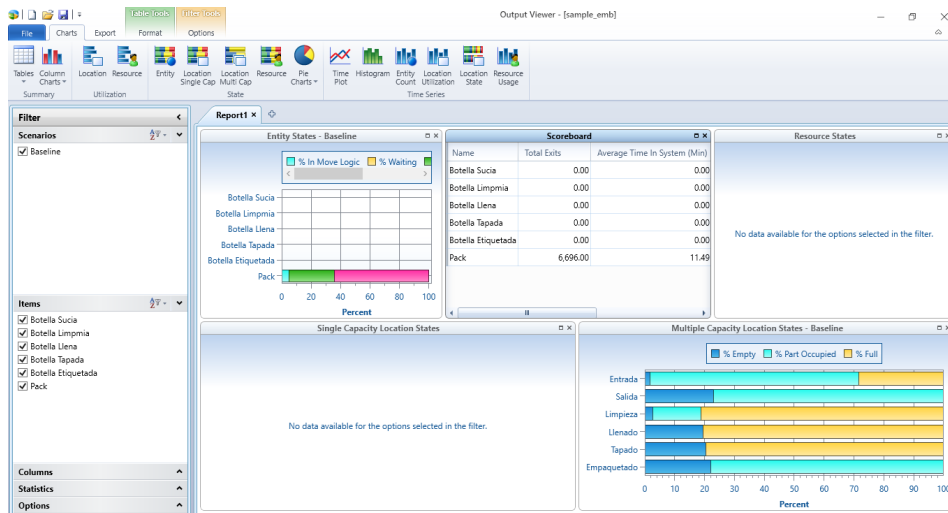 Table Tools Filter Tools Output Viewer - [sample_emb]
File Charts Export Format Options
Tables Column Charts Location Resource Entity Location Single Cap Location Multi Cap Resource Pie Charts Time Plot Histogram Entity Count Location Utilization Location State Resource Usage
Summary Utilization State Time Series
Filter
Scenarios
Baseline
Items
Botella Sucia
Botella Limpmia
Botella Llena
Botella Tapada
Botella Etiquetada
Pack
Columns
Statistics
Options
Report1
Entity States - Baseline
% In Move Logic % Waiting
Botella Sucia
Botella Limpmia
Botella Llena
Botella Tapada
Botella Etiquetada
Pack
0 20 40 60 80 100
Percent
Scoreboard
Name Total Exits Average Time In System (Min)
Botella Sucia 0.00 0.00
Botella Limpmia 0.00 0.00
Botella Llena 0.00 0.00
Botella Tapada 0.00 0.00
Botella Etiquetada 0.00 0.00
Pack 6,696.00 11.49
Resource States
No data available for the options selected in the filter.
Single Capacity Location States
No data available for the options selected in the filter.
Multiple Capacity Location States - Baseline
% Empty % Part Occupied % Full
Entrada
Salida
Limpieza
Llenado
Tapado
Empaquetado
0 10 20 30 40 50 60 70 80 90 100
Percent